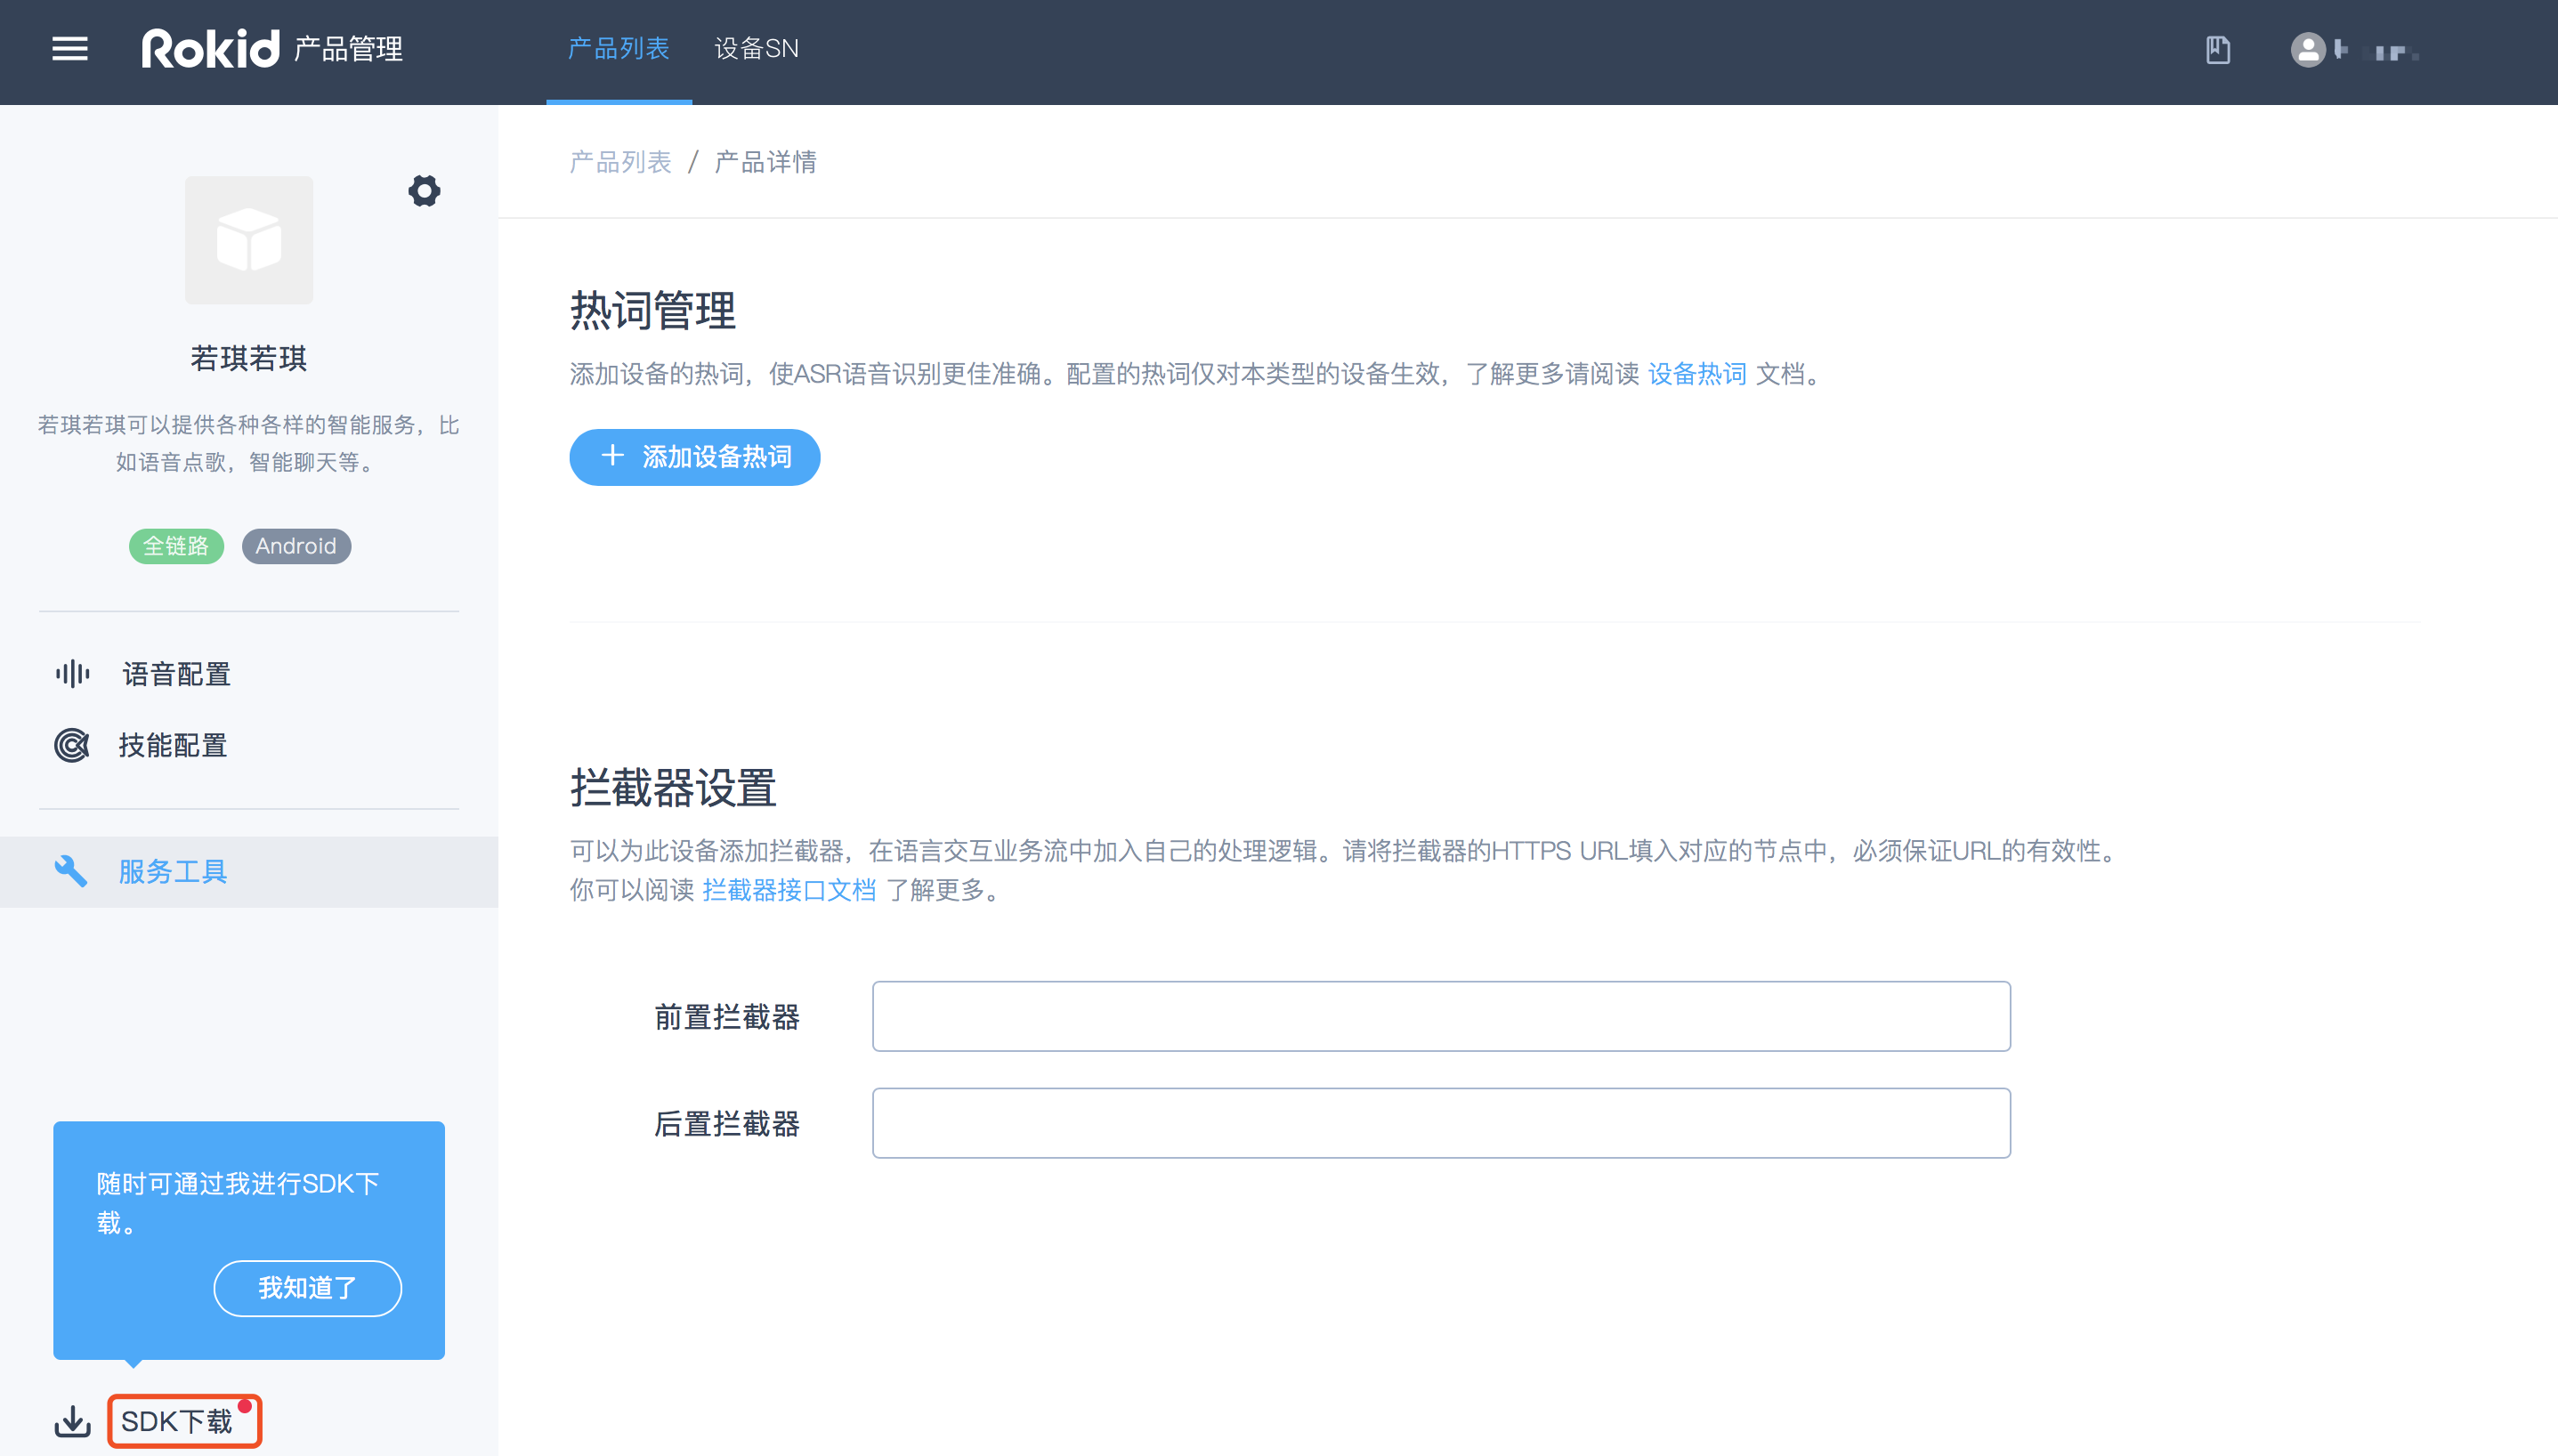 Rokid 产品管理
产品列表 设备SN
产品列表 / 产品详情
若琪若琪
若琪若琪可以提供各种各样的智能服务，比
如语音点歌，智能聊天等。
全链路 Android
语音配置
技能配置
服务工具
随时可通过我进行SDK下
载。
我知道了
SDK下载
热词管理
添加设备的热词，使ASR语音识别更佳准确。配置的热词仅对本类型的设备生效，了解更多请阅读 设备热词 文档。
+ 添加设备热词
拦截器设置
可以为此设备添加拦截器，在语言交互业务流中加入自己的处理逻辑。请将拦截器的HTTPS URL填入对应的节点中，必须保证URL的有效性。
你可以阅读 拦截器接口文档 了解更多。
前置拦截器
后置拦截器